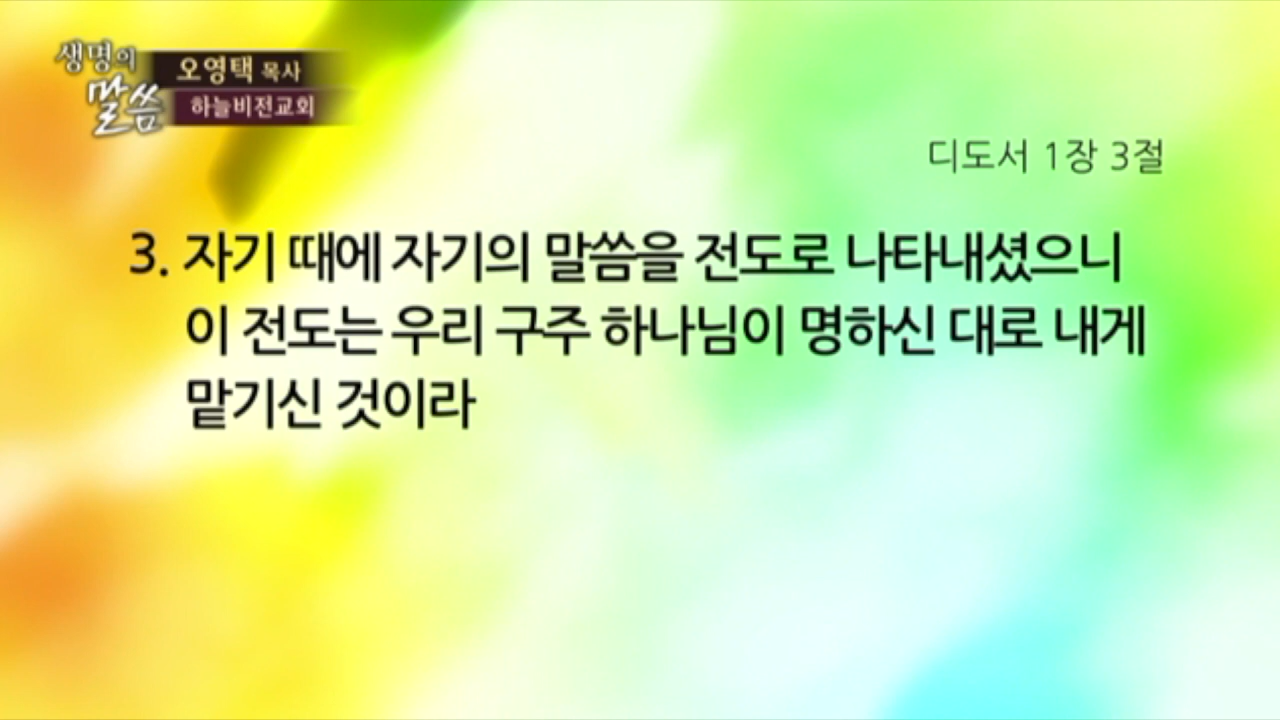 생명의
말씀
오영택 목사
하늘비전교회
디도서 1장 3절
3. 자기 때에 자기의 말씀을 전도로 나타내셨으니
이 전도는 우리 구주 하나님이 명하신 대로 내게
맡기신 것이라